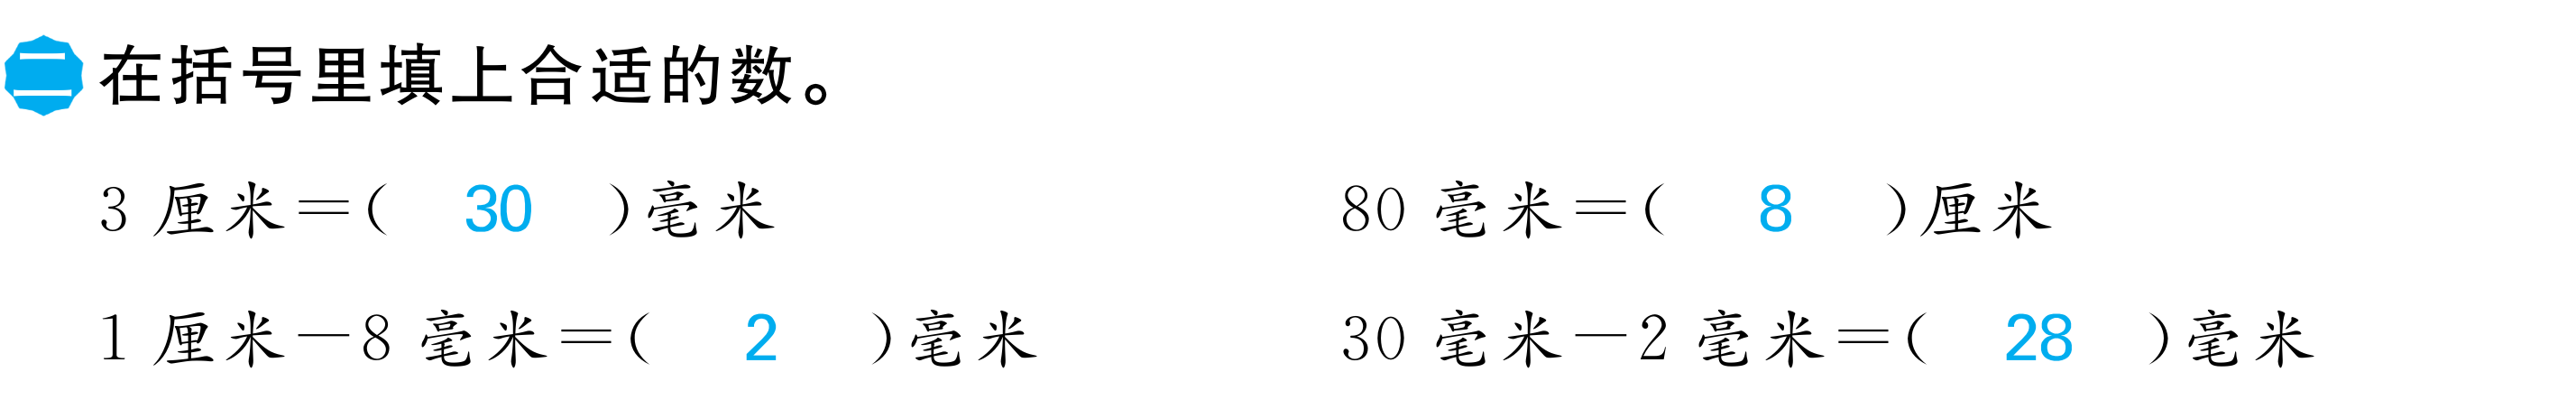 二 在括号里填上合适的数。
3 厘米=( 30 )毫米 80 毫米=( 8 )厘米
1 厘米-8 毫米=( 2 )毫米 30 毫米-2 毫米=( 28 )毫米